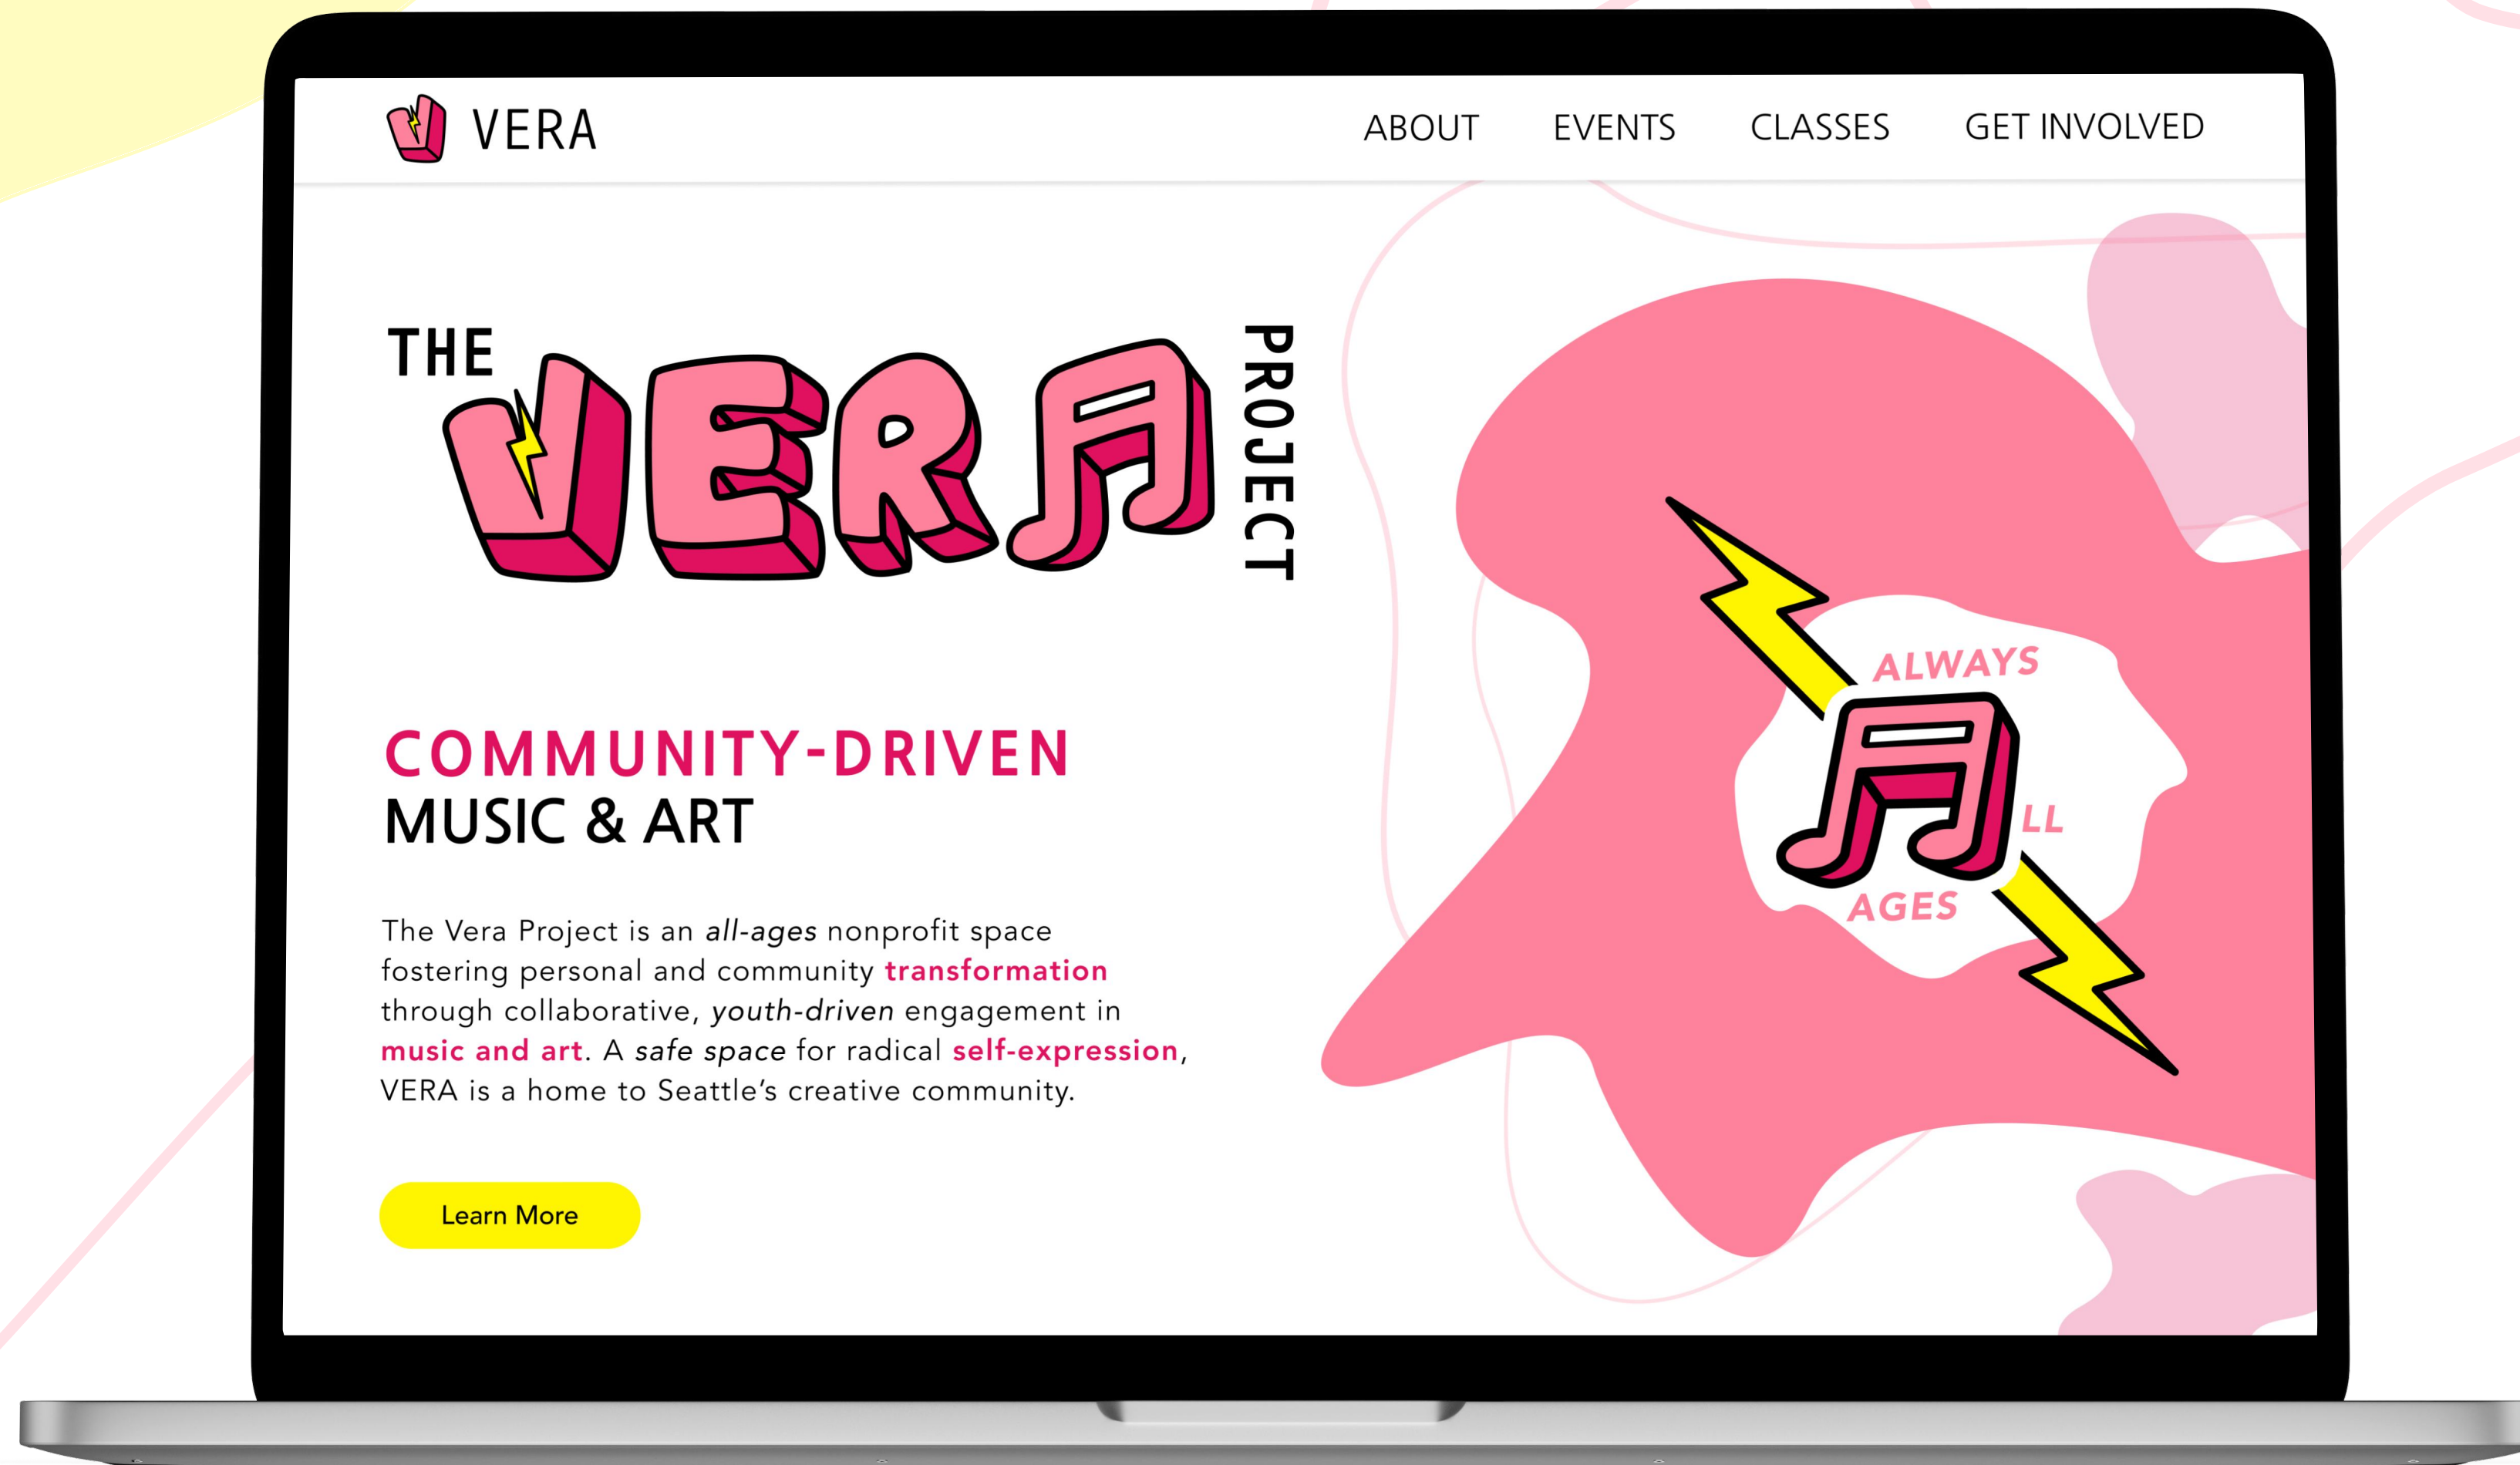 VERA
ABOUT EVENTS CLASSES GET INVOLVED
THE
VERA
PROJECT
COMMUNITY-DRIVEN
MUSIC & ART
The Vera Project is an all-ages nonprofit space
fostering personal and community transformation
through collaborative, youth-driven engagement in
music and art. A safe space for radical self-expression,
VERA is a home to Seattle’s creative community.
Learn More
ALWAYS
ALL
AGES